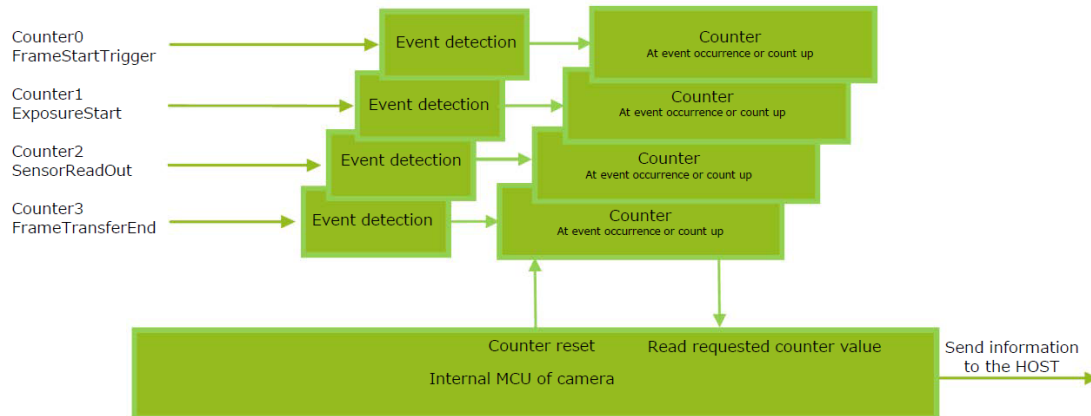 Counter0
FrameStartTrigger
Event detection
Counter
At event occurrence or count up
Counter1
ExposureStart
Event detection
Counter
At event occurrence or count up
Counter2
SensorReadOut
Event detection
Counter
At event occurrence or count up
Counter3
FrameTransferEnd
Event detection
Counter
At event occurrence or count up
Counter reset
Read requested counter value
Internal MCU of camera
Send information
to the HOST